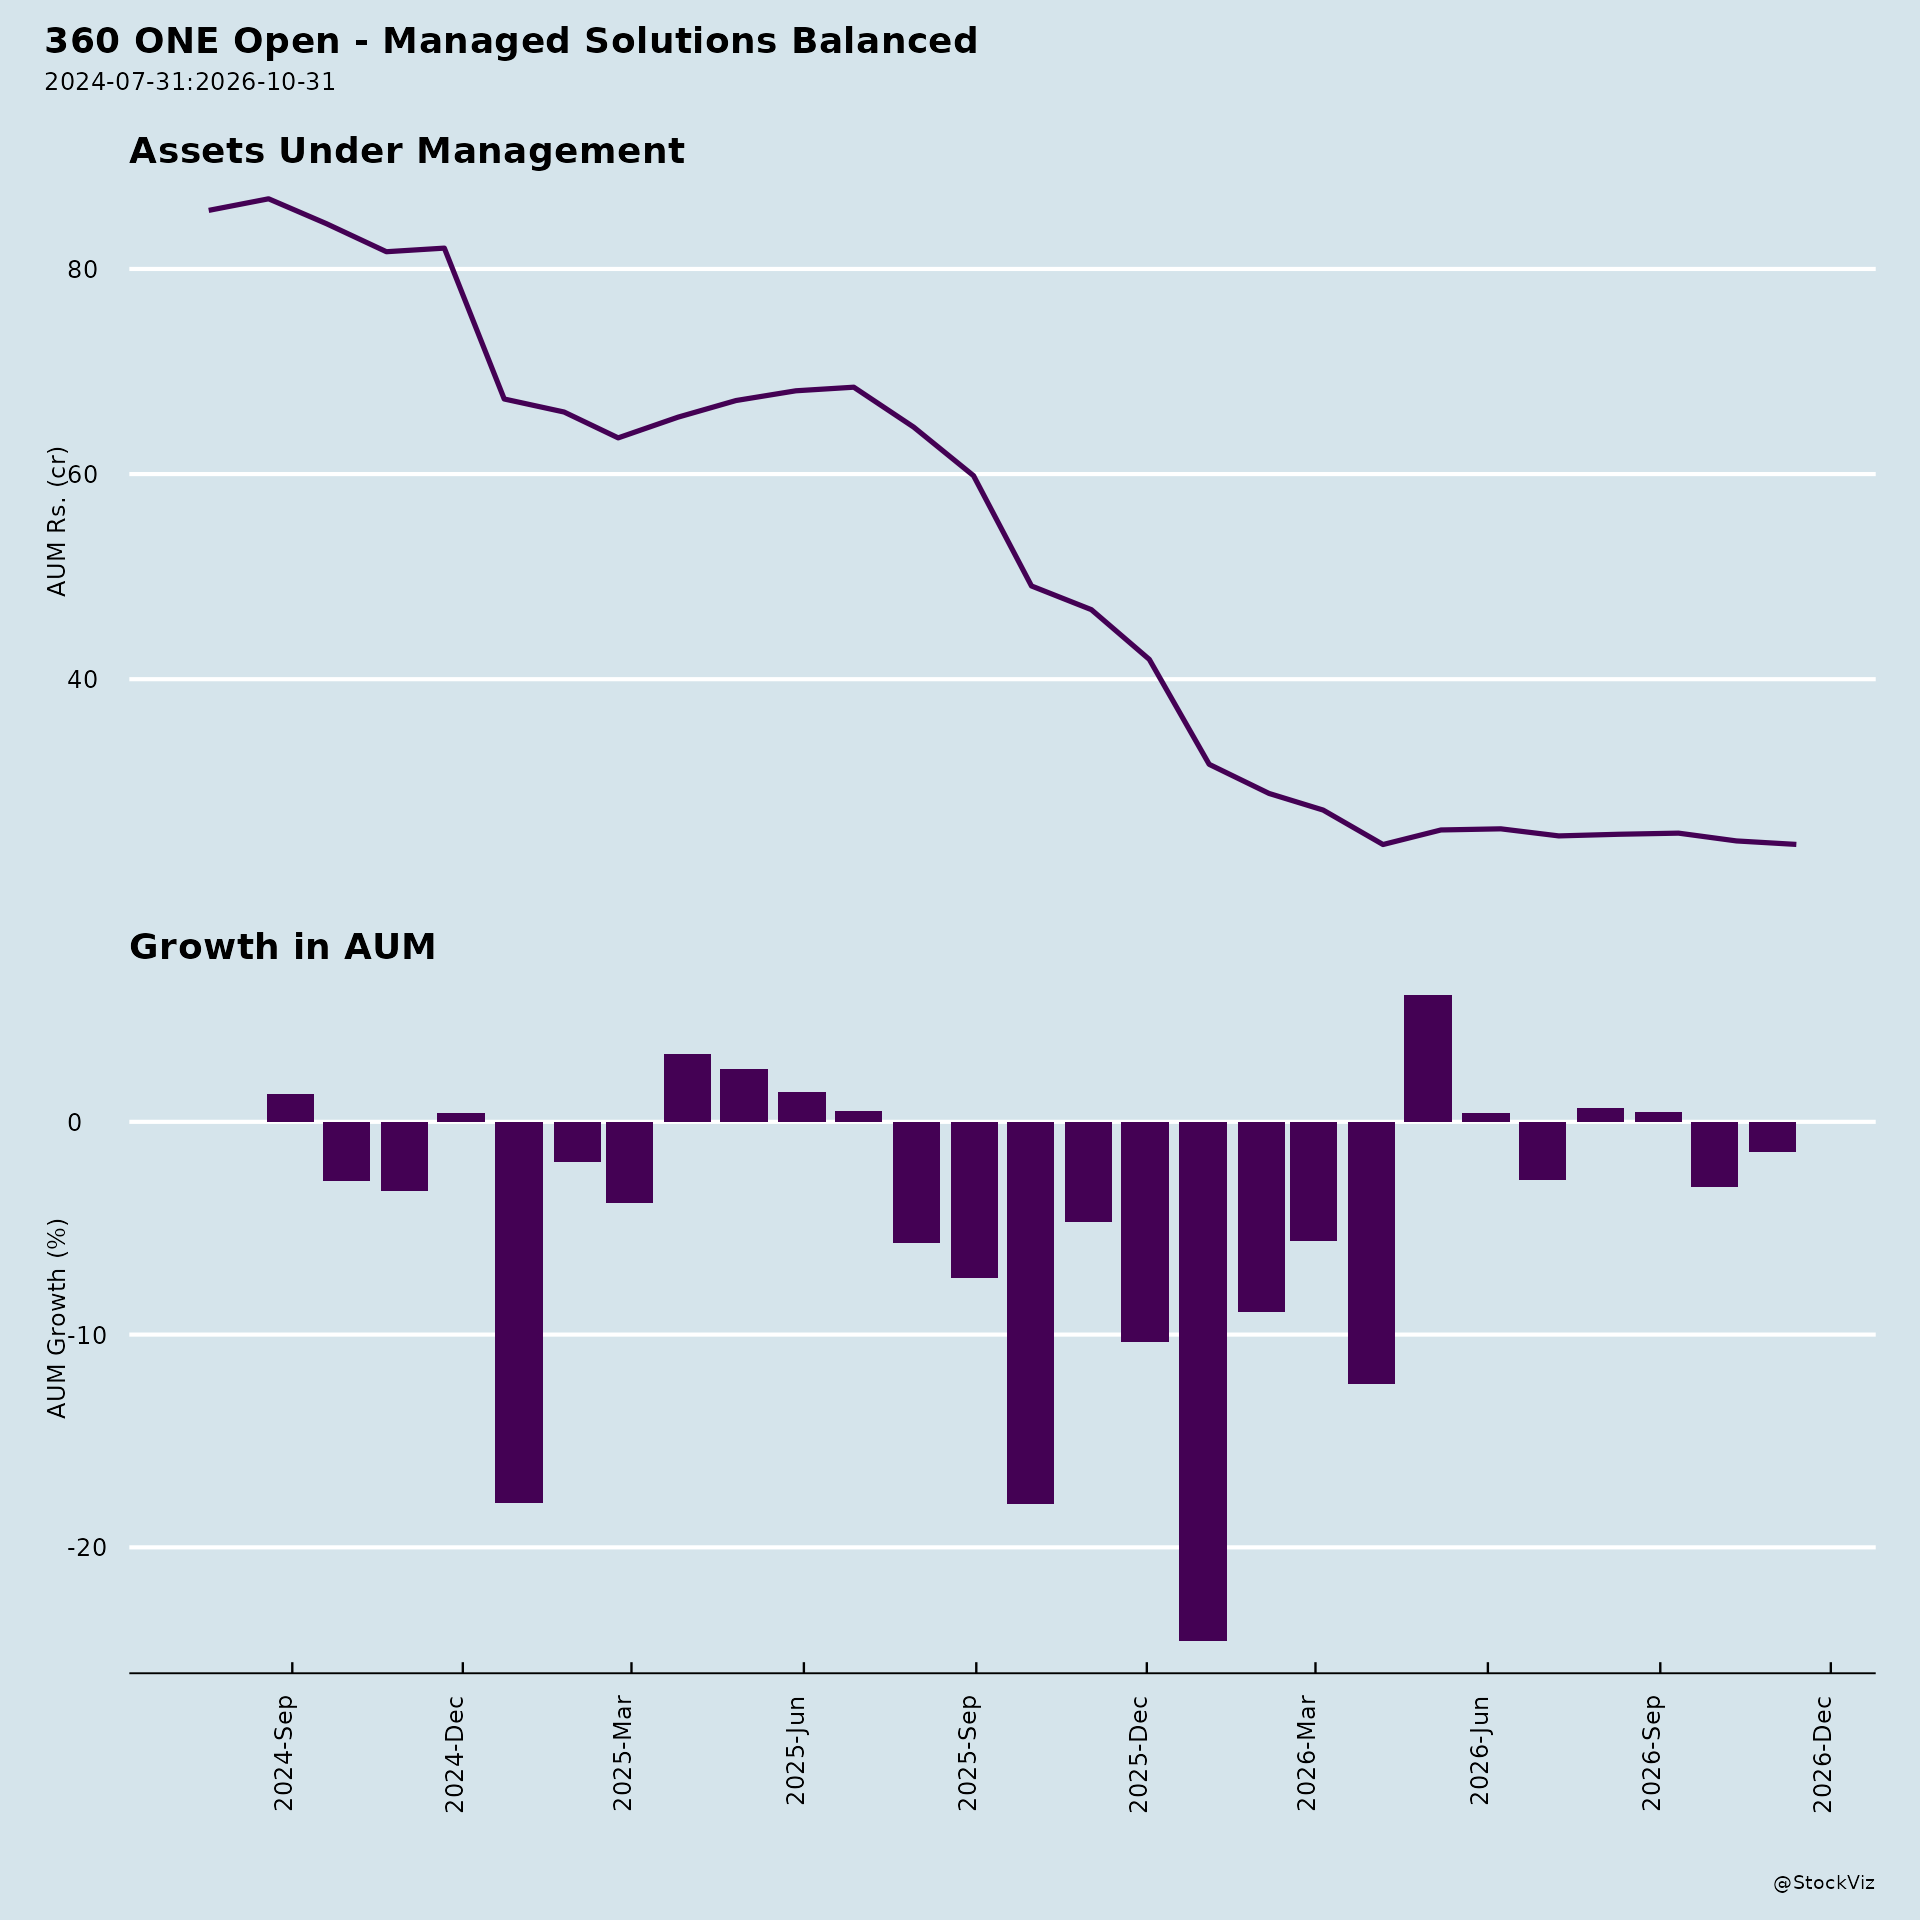 360 ONE Open - Managed Solutions Balanced
2024-07-31:2026-10-31
Assets Under Management
AUM Rs. (cr)
80
60
40
Growth in AUM
AUM Growth (%)
0
-10
-20
2024-Sep
2024-Dec
2025-Mar
2025-Jun
2025-Sep
2025-Dec
2026-Mar
2026-Jun
2026-Sep
2026-Dec
@StockViz